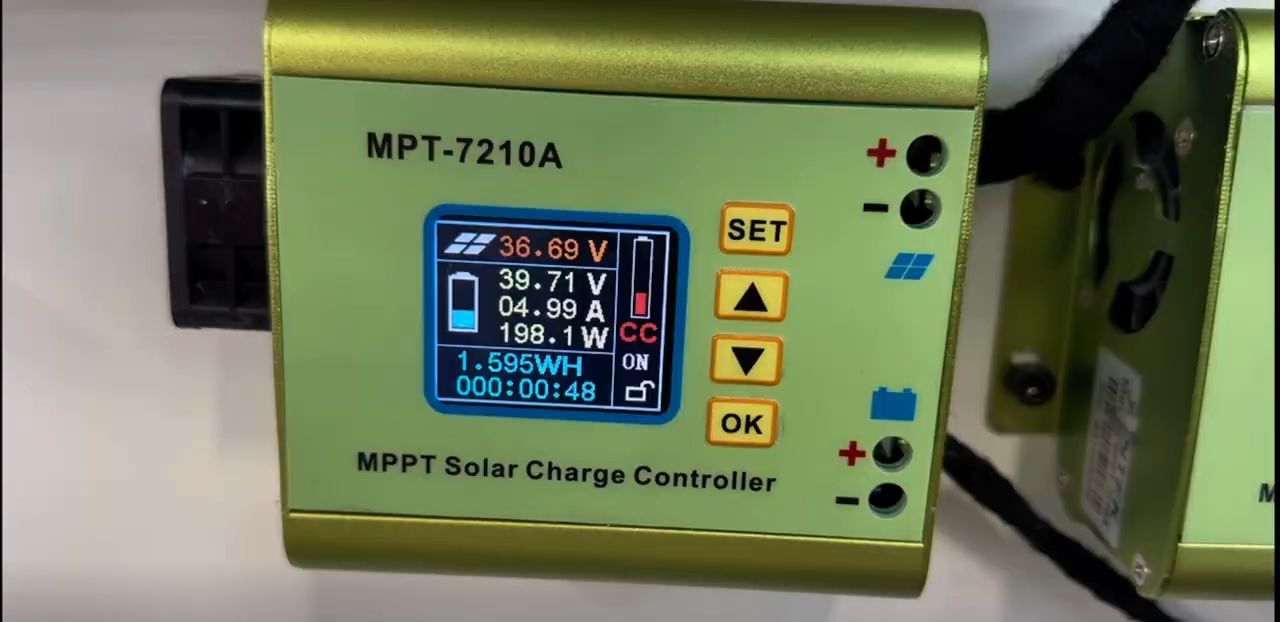 MPT-7210A
36.69 V
39.71 V
04.99 A
198.1W
CC
1.595WH
ON
000:00:48
SET
OK
+
-
+
-
MPPT Solar Charge Controller